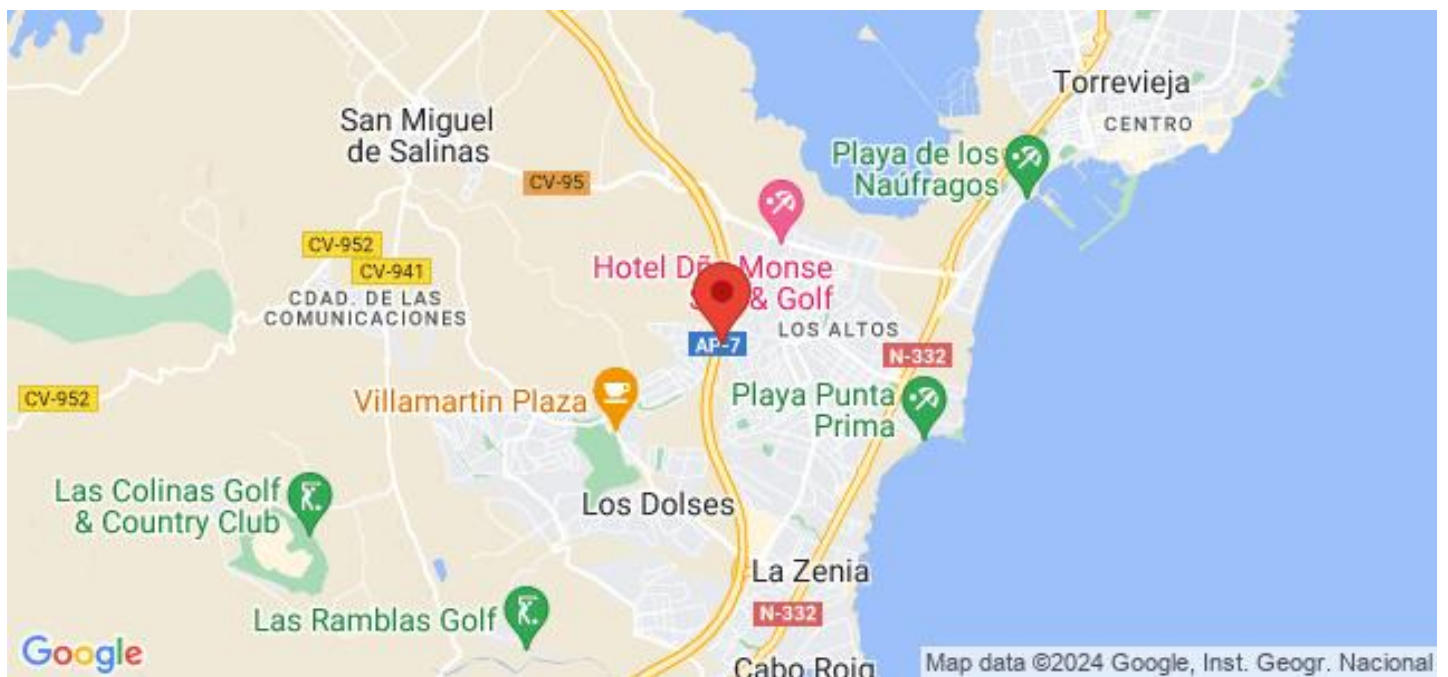 Torrevieja
CENTRO
San Miguel
de Salinas
Playa de los
Naúfragos
CV-95
CV-952
CV-941
Hotel Dña Monse
& Golf
CDAD. DE LAS
COMUNICACIONES
LOS ALTOS
AP-7
N-332
CV-952
Villamartin Plaza
Playa Punta
Prima
Las Colinas Golf
& Country Club
Los Dolses
La Zenia
Las Ramblas Golf
N-332
Google
Cabo Roig
Map data ©2024 Google, Inst. Geogr. Nacional